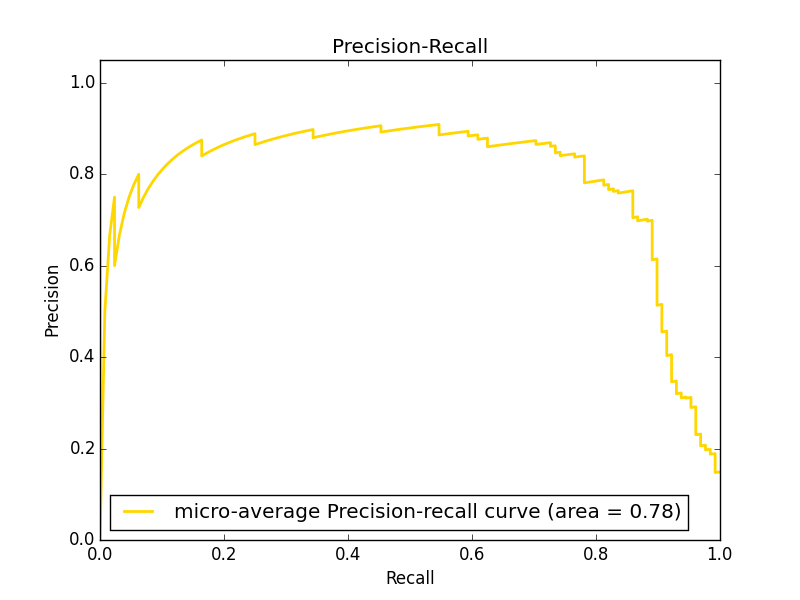 Precision-Recall
1.0
0.8
0.6
0.4
0.2
0.0
Precision
micro-average Precision-recall curve (area = 0.78)
0.0 0.2 0.4 0.6 0.8 1.0
Recall